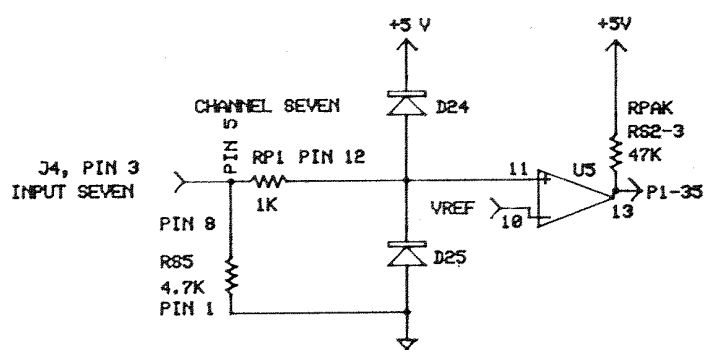 +5 V
+5V
CHANNEL SEVEN
PIN 5
D24
RPAK
RS2-3
47K
J4, PIN 3
INPUT SEVEN
RP1 PIN 12
1K
11
U5
+
P1-35
VREF
10
-
13
PIN 8
RS5
4.7K
PIN 1
D25